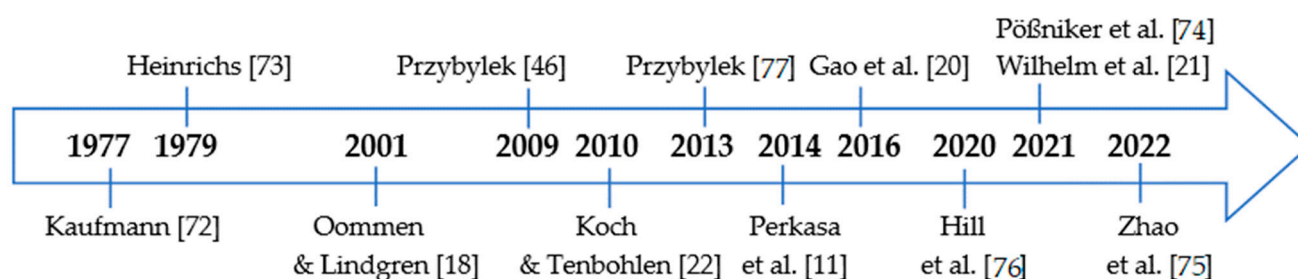 Pößniker et al. [74]
Heinrichs [73] Przybylek [46] Przybylek [77] Gao et al. [20] Wilhelm et al. [21]
1977 1979 2001 2009 2010 2013 2014 2016 2020 2021 2022
Kaufmann [72] Oommen Koch Perkasa Hill Zhao
& Lindgren [18] & Tenbohlen [22] et al. [11] et al. [76] et al. [75]